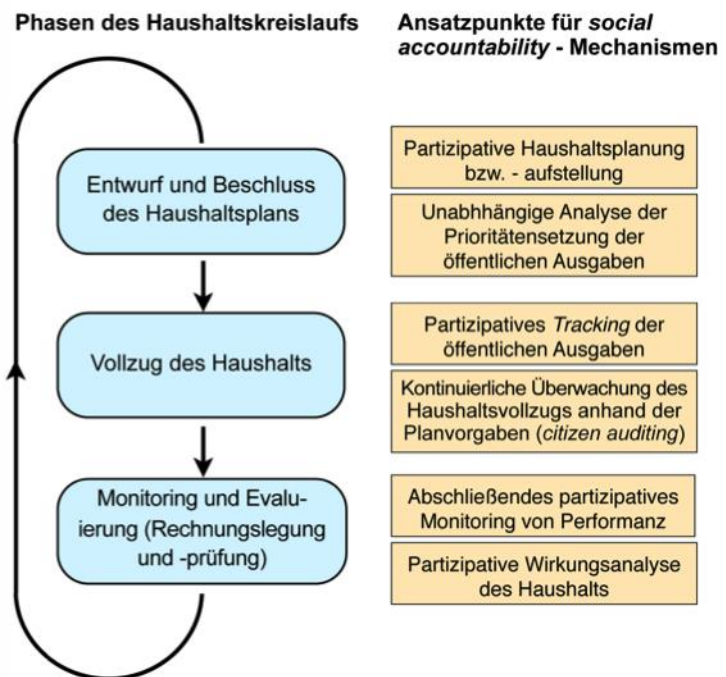 Phasen des Haushaltskreislaufs
Entwurf und Beschluss
des Haushaltsplans
Vollzug des Haushalts
Monitoring und Evalu-
ierung (Rechnungslegung
und -prüfung)
Ansatzpunkte für social
accountability - Mechanismen
Partizipative Haushaltsplanung
bzw. - aufstellung
Unabhhängige Analyse der
Prioritätensetzung der
öffentlichen Ausgaben
Partizipatives Tracking der
öffentlichen Ausgaben
Kontinuierliche Überwachung des
Haushaltsvollzugs anhand der
Planvorgaben (citizen auditing)
Abschließendes partizipatives
Monitoring von Performanz
Partizipative Wirkungsanalyse
des Haushalts